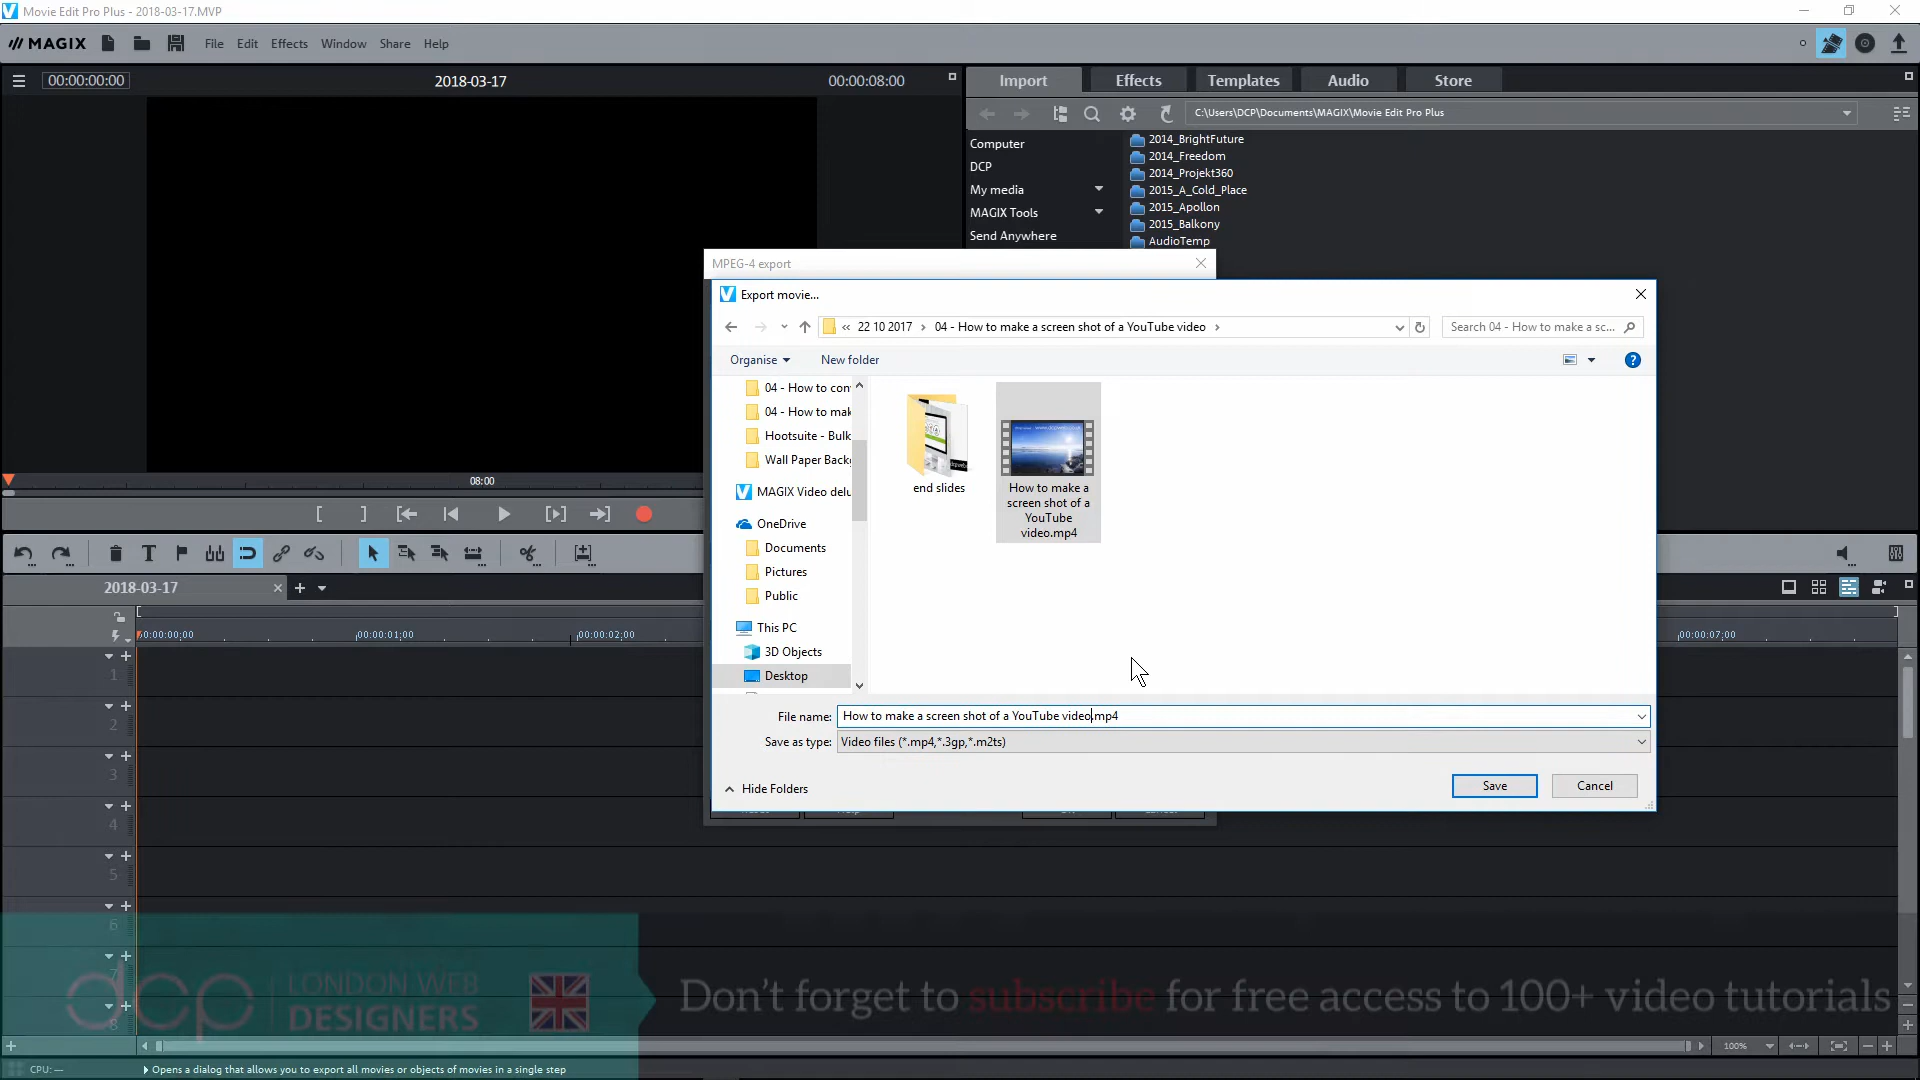 Movie Edit Pro Plus - 2018-03-17.MVP
MAGIX File Edit Effects Window Share Help
00:00:00:00 2018-03-17 00:00:08:00
Import Effects Templates Audio Store
C:\Users\DCP\Documents\MAGIX\Movie Edit Pro Plus
Computer
DCP
My media
MAGIX Tools
Send Anywhere
2014_BrightFuture
2014_Freedom
2014_Projekt360
2015_A_Cold_Place
2015_Apollon
2015_Balkony
AudioTemp
MPEG-4 export
Export movie...
« 22 10 2017 › 04 - How to make a screen shot of a YouTube video ›
Search 04 - How to make a sc...
Organise New folder
04 - How to con
04 - How to mak
Hootsuite - Bulk
Wall Paper Backg
MAGIX Video delu
OneDrive
Documents
Pictures
Public
This PC
3D Objects
Desktop
end slides
How to make a
screen shot of a
YouTube
video.mp4
File name: How to make a screen shot of a YouTube video.mp4
Save as type: Video files (*.mp4,*.3gp,*.m2ts)
Hide Folders
Save Cancel
08:00
2018-03-17
00:00:00;00 00:00:01;00 00:00:02;00 00:00:07;00
1
2
3
4
5
6
7
8
dcp LONDON WEB
DESIGNERS
Don't forget to subscribe for free access to 100+ video tutorials
100%
CPU: — Opens a dialog that allows you to export all movies or objects of movies in a single step